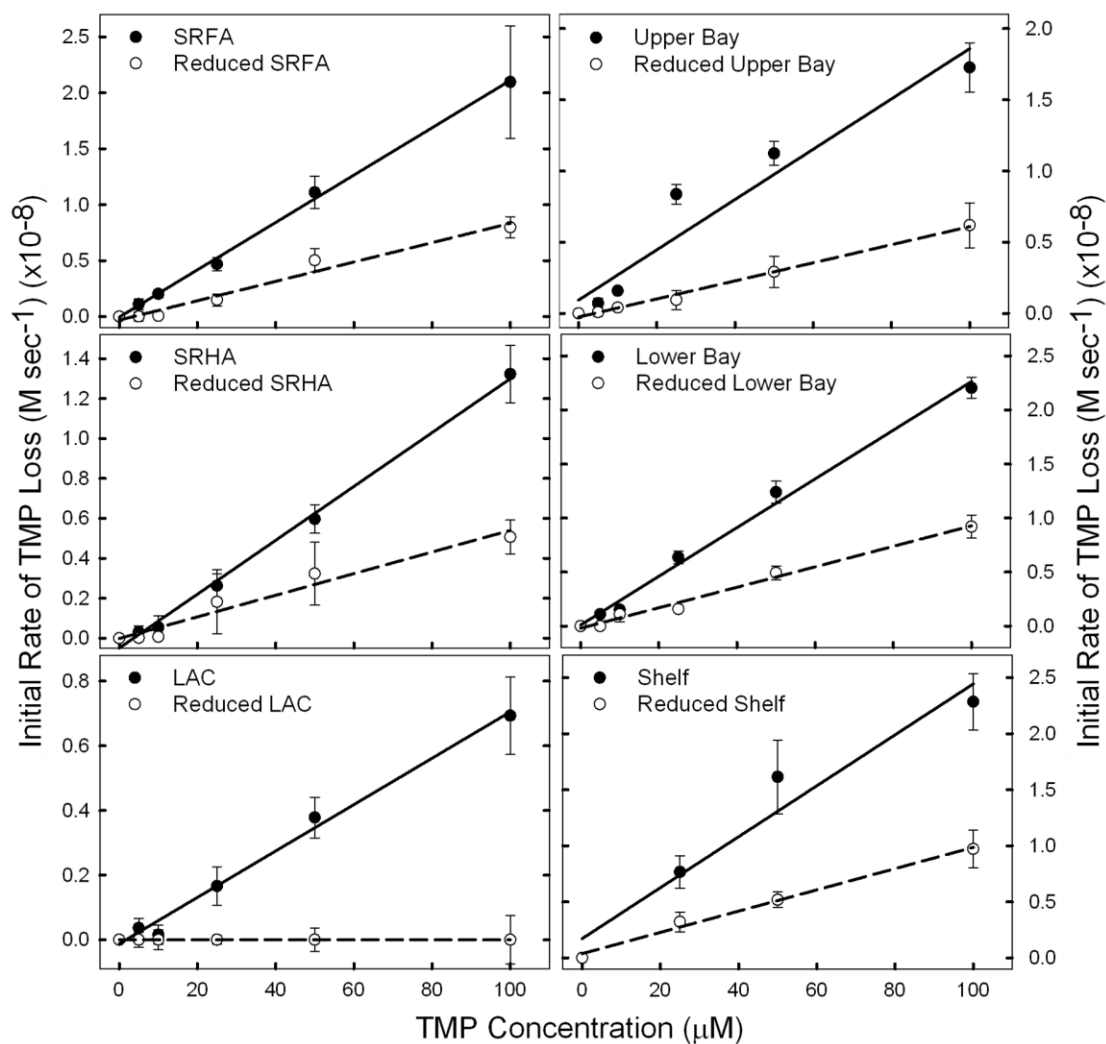 Initial Rate of TMP Loss (M sec⁻¹) (x10-8)
SRFA
Reduced SRFA
2.5
2.0
1.5
1.0
0.5
0.0
Upper Bay
Reduced Upper Bay
2.0
1.5
1.0
0.5
0.0
SRHA
Reduced SRHA
1.4
1.2
1.0
0.8
0.6
0.4
0.2
0.0
Lower Bay
Reduced Lower Bay
2.5
2.0
1.5
1.0
0.5
0.0
LAC
Reduced LAC
0.8
0.6
0.4
0.2
0.0
Shelf
Reduced Shelf
2.5
2.0
1.5
1.0
0.5
0.0
0 20 40 60 80 100
0 20 40 60 80 100
TMP Concentration (μM)
Initial Rate of TMP Loss (M sec⁻¹) (x10-8)